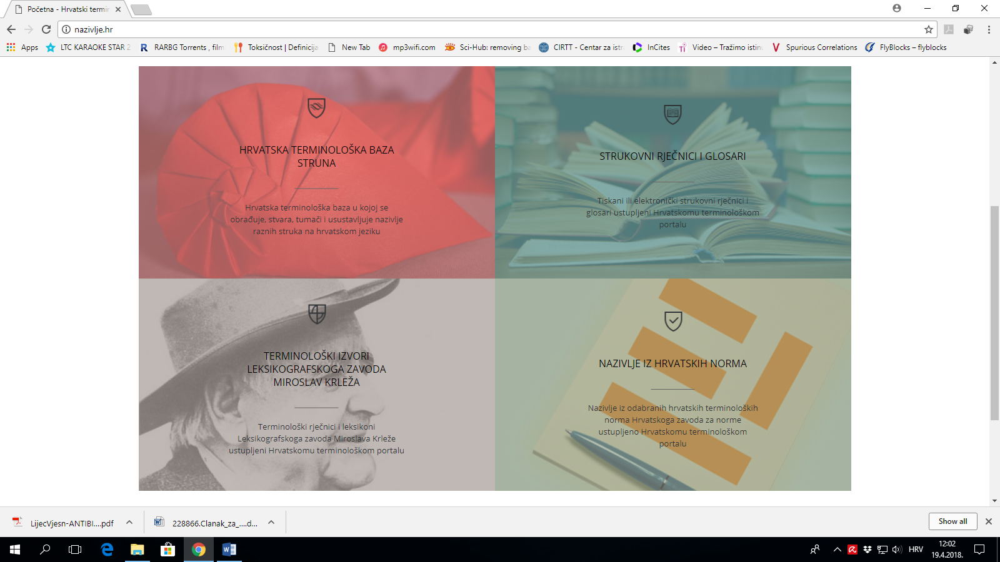 Početna - Hrvatski termin
nazivlje.hr
Apps
LTC KARAOKE STAR 2
RARBG Torrents , film
Toksičnost | Definicija
New Tab
mp3wifi.com
Sci-Hub: removing ba
CIRTT - Centar za istra
InCites
Video – Tražimo istinu
Spurious Correlations
FlyBlocks – flyblocks
HRVATSKA TERMINOLOŠKA BAZA
STRUNA
Hrvatska terminološka baza u kojoj se
obrađuje, stvara, tumači i usustavljuje nazivlje
raznih struka na hrvatskom jeziku
STRUKOVNI RJEČNICI I GLOSARI
Tiskani ili elektronički strukovni rječnici i
glosari ustupljeni Hrvatskomu terminološkom
portalu
TERMINOLOŠKI IZVORI
LEKSIKOGRAFSKOGA ZAVODA
MIROSLAV KRLEŽA
Terminološki rječnici i leksikoni
Leksikografskoga zavoda Miroslava Krleže
ustupljeni Hrvatskomu terminološkom portalu
NAZIVLJE IZ HRVATSKIH NORMA
Nazivlje iz odabranih hrvatskih terminoloških
norma Hrvatskoga zavoda za norme
ustupljeno Hrvatskomu terminološkom
portalu
LijecVjesn-ANTIBI....pdf
228866.Clanak_za_....d...
Show all
HRV
12:02
19.4.2018.